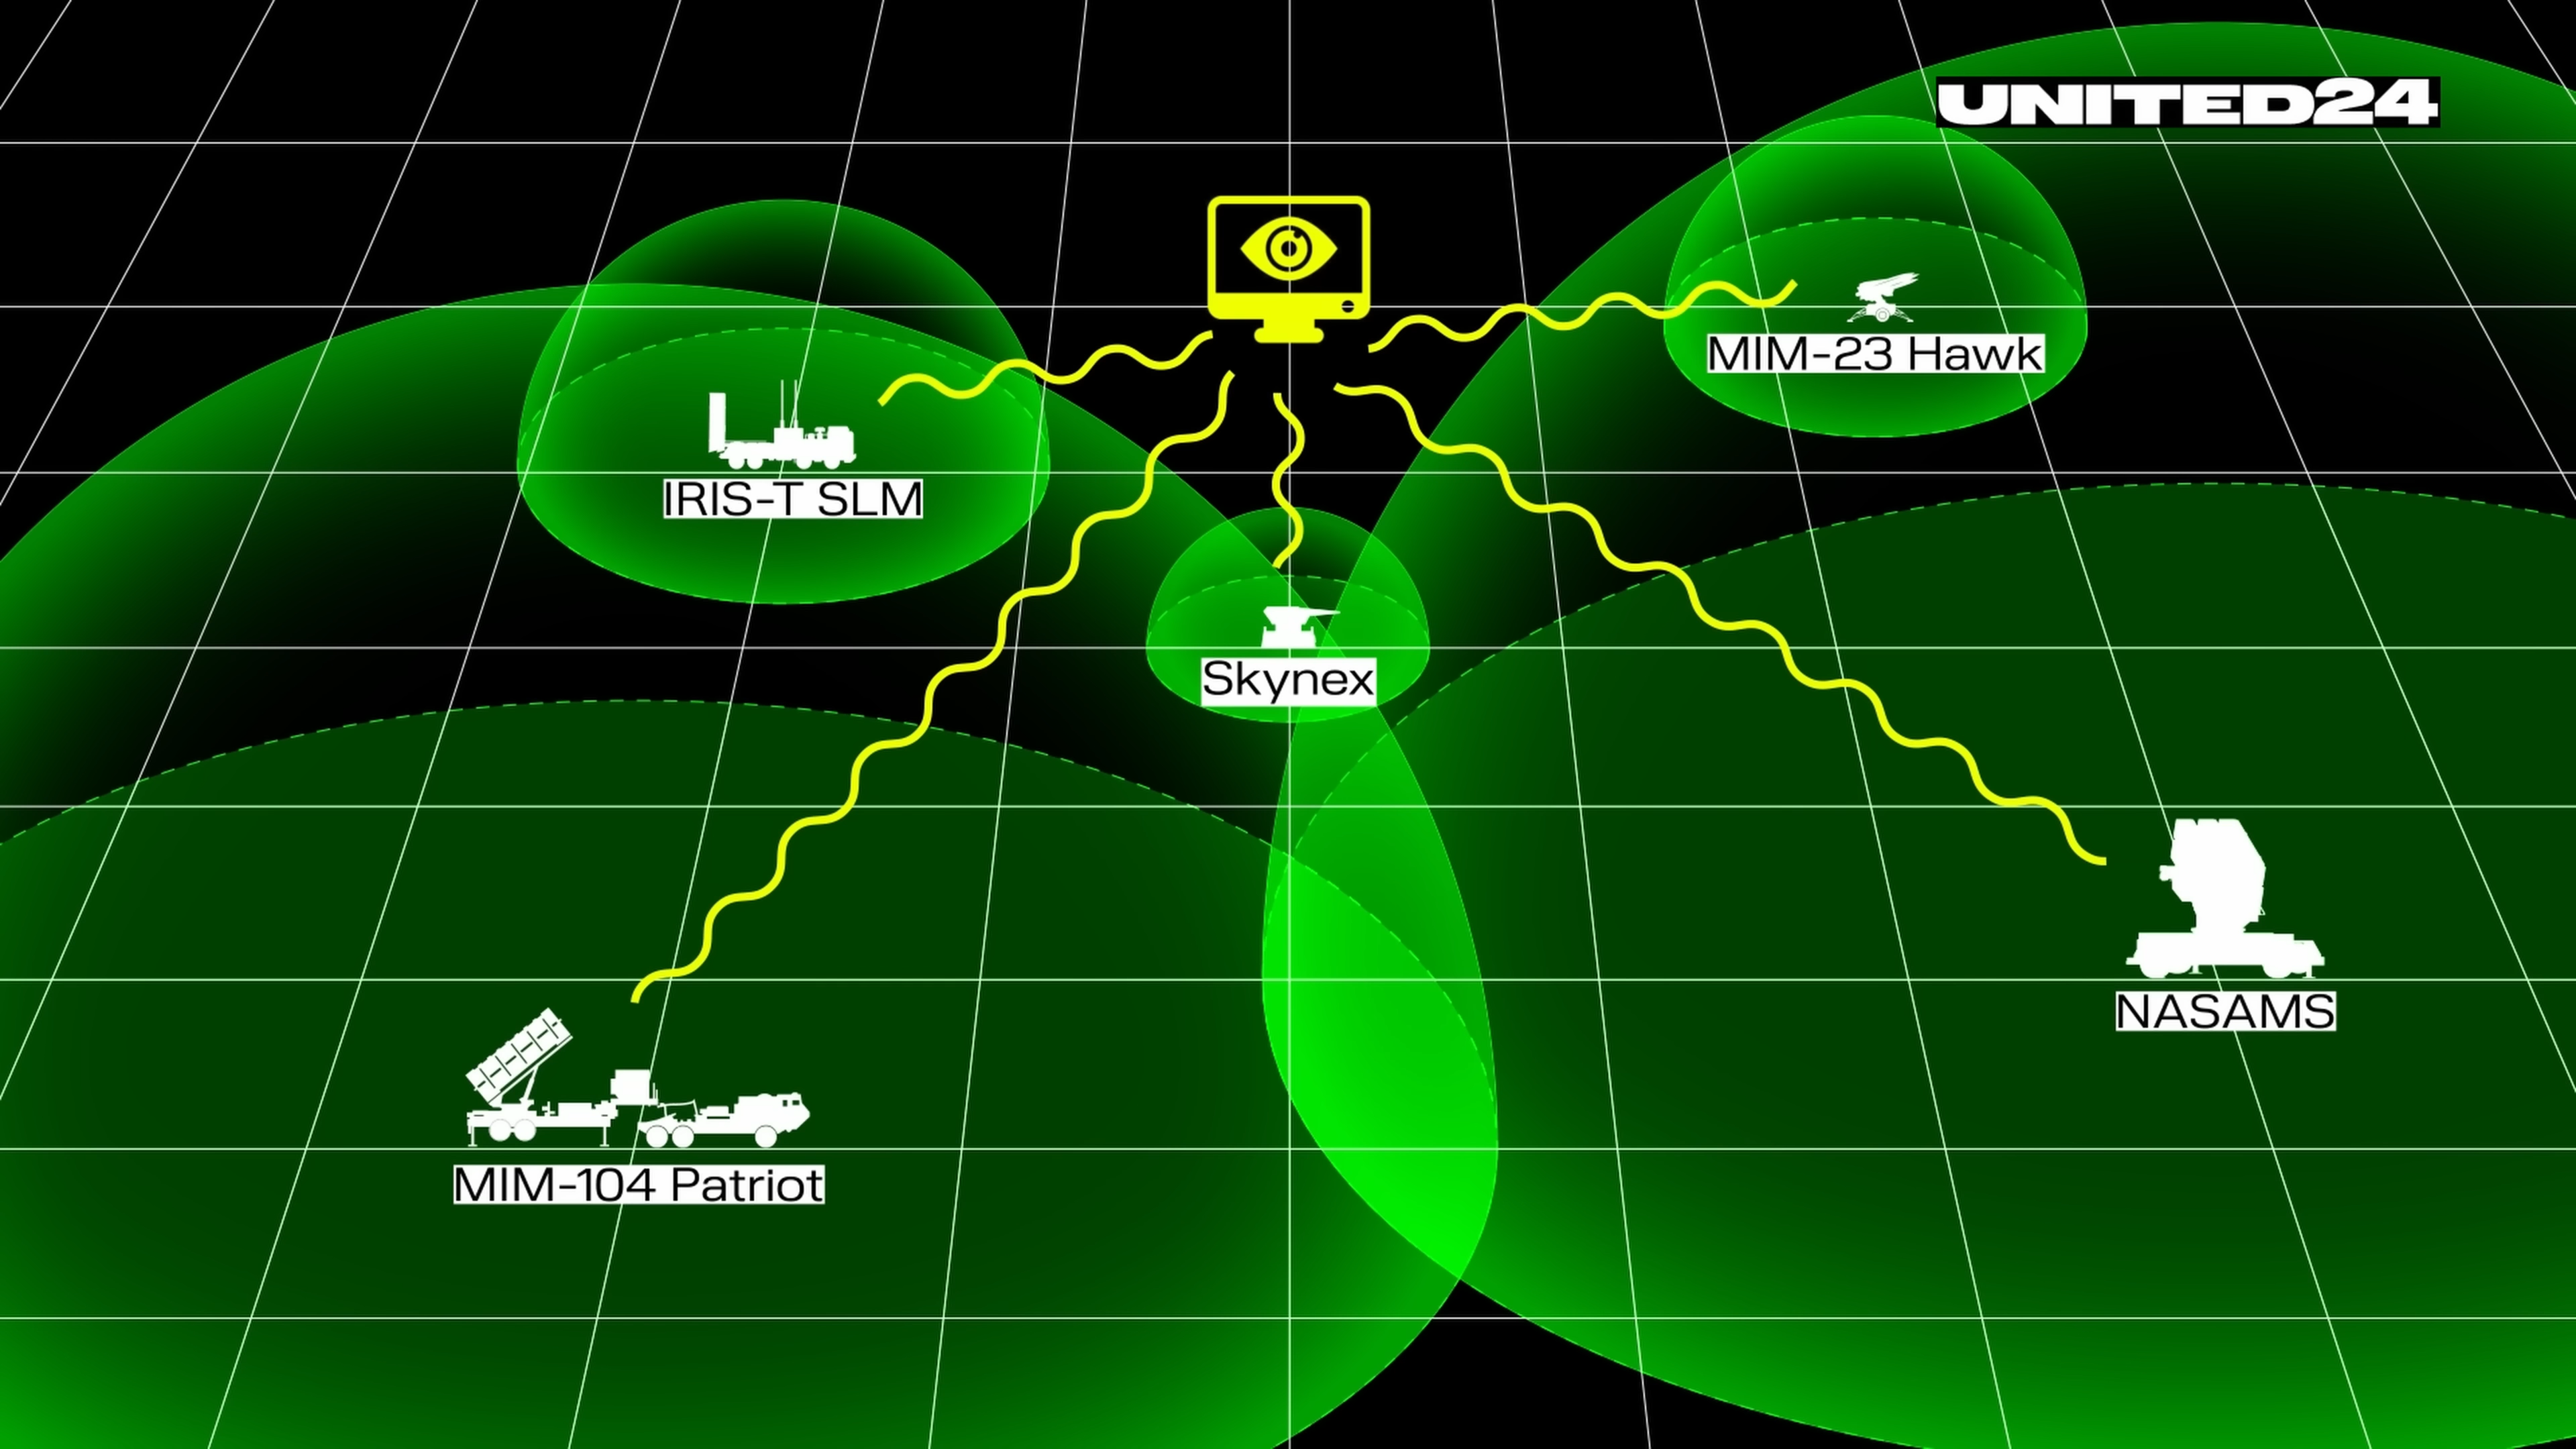 UNITED24
MIM-23 Hawk
IRIS-T SLM
Skynex
NASAMS
MIM-104 Patriot